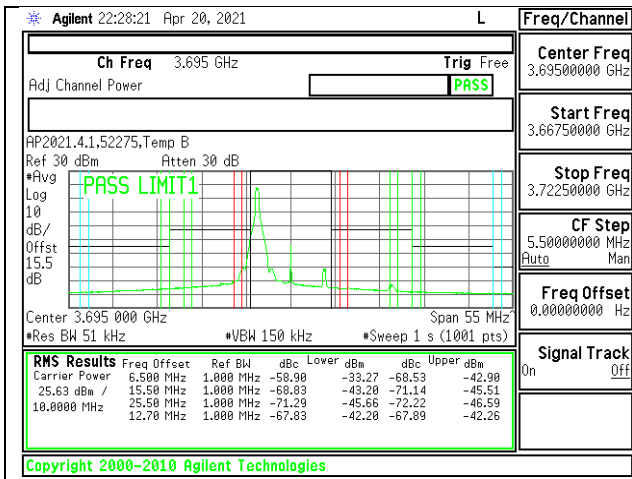 Agilent 22:28:21 Apr 20, 2021 L
Freq/Channel
Ch Freq 3.695 GHz Trig Free
Adj Channel Power PASS
AP2021.4.1,52275,Temp B
Ref 30 dBm Atten 30 dB
#Avg
Log
10
dB/
Offst
15.5
dB
PASS LIMIT1
Center 3.695 000 GHz Span 55 MHz^
#Res BW 51 kHz #VBW 150 kHz #Sweep 1 s (1001 pts)
RMS Results Freq Offset Ref BW dBc Lower dBm dBc Upper dBm
Carrier Power 6.500 MHz 1.000 MHz -58.90 -33.27 -68.53 -42.90
25.63 dBm / 15.50 MHz 1.000 MHz -68.83 -43.20 -71.14 -45.51
10.0000 MHz 25.50 MHz 1.000 MHz -71.29 -45.66 -72.22 -46.59
12.70 MHz 1.000 MHz -67.83 -42.20 -67.89 -42.26
Copyright 2000-2010 Agilent Technologies
Center Freq
3.69500000 GHz
Start Freq
3.66750000 GHz
Stop Freq
3.72250000 GHz
CF Step
5.50000000 MHz
Auto Man
Freq Offset
0.00000000 Hz
Signal Track
On Off